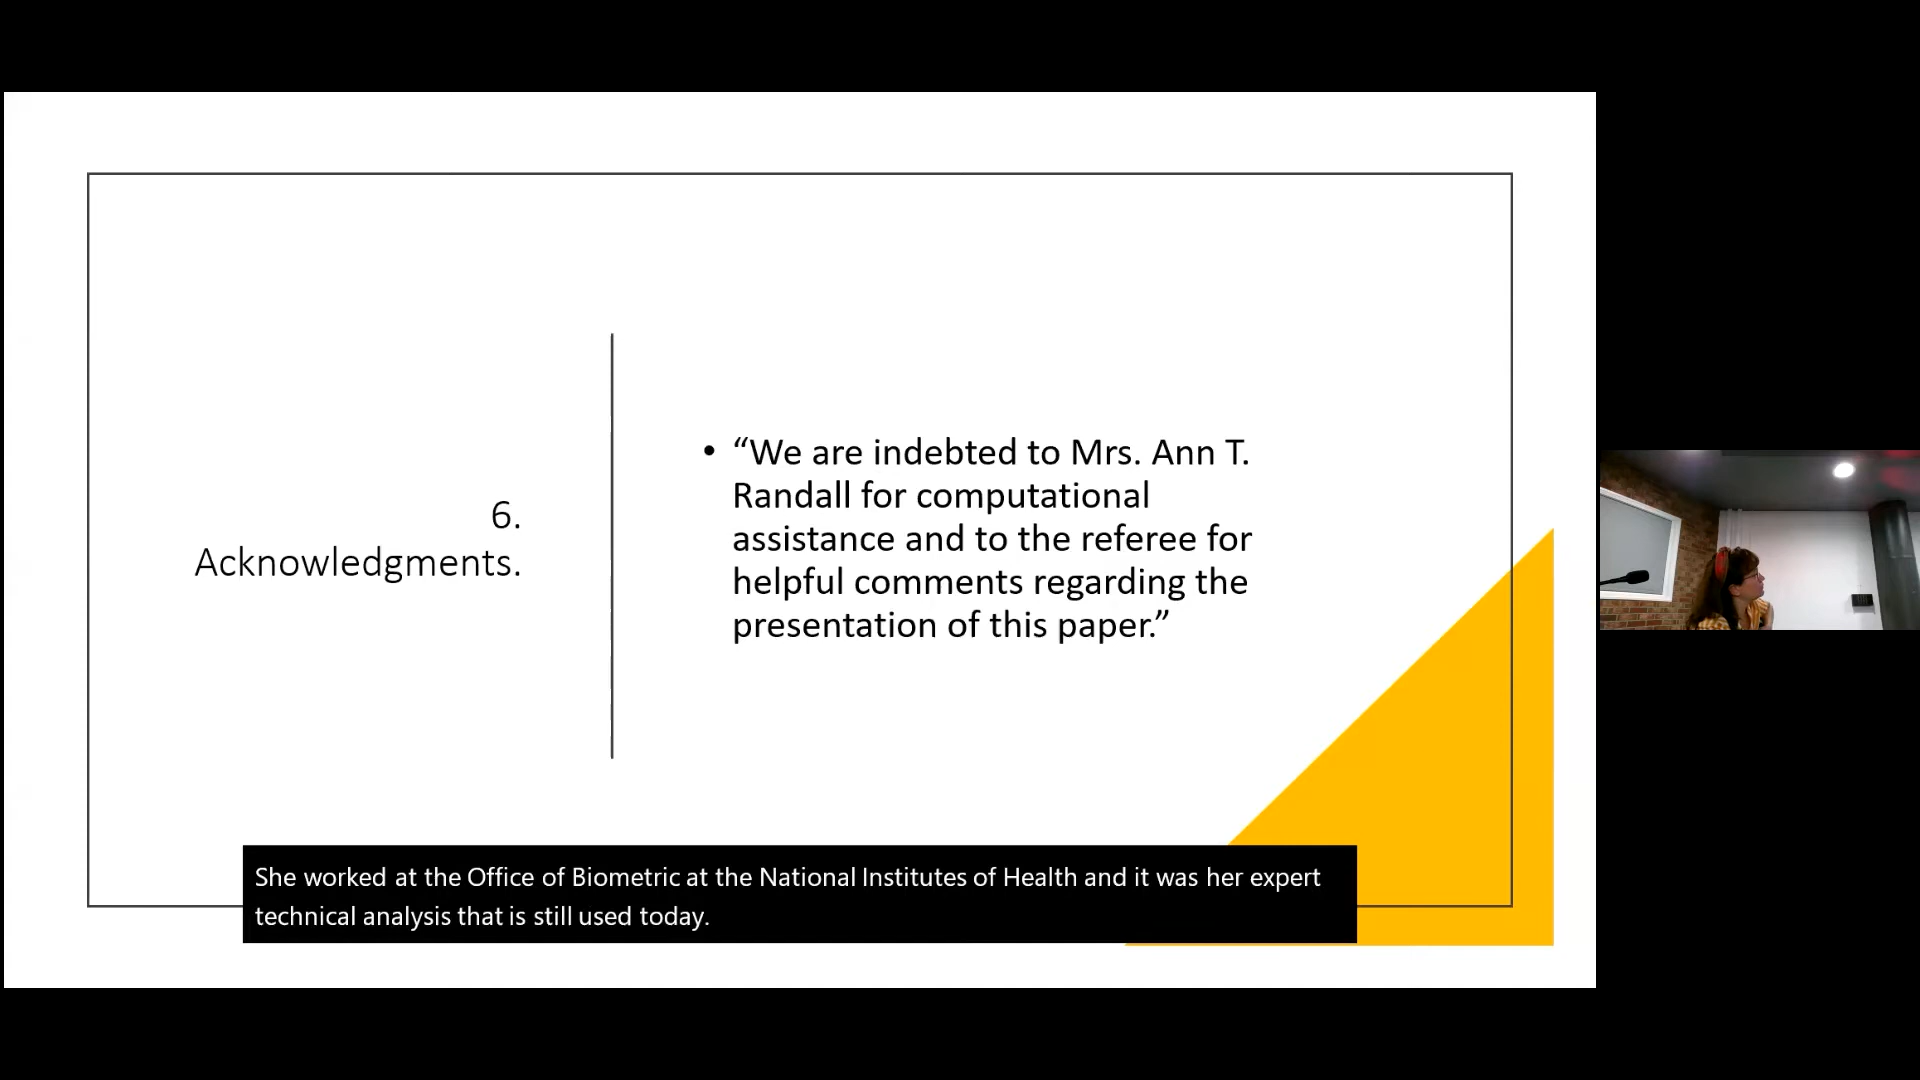 6.
Acknowledgments.
• “We are indebted to Mrs. Ann T.
Randall for computational
assistance and to the referee for
helpful comments regarding the
presentation of this paper.”
She worked at the Office of Biometric at the National Institutes of Health and it was her expert
technical analysis that is still used today.